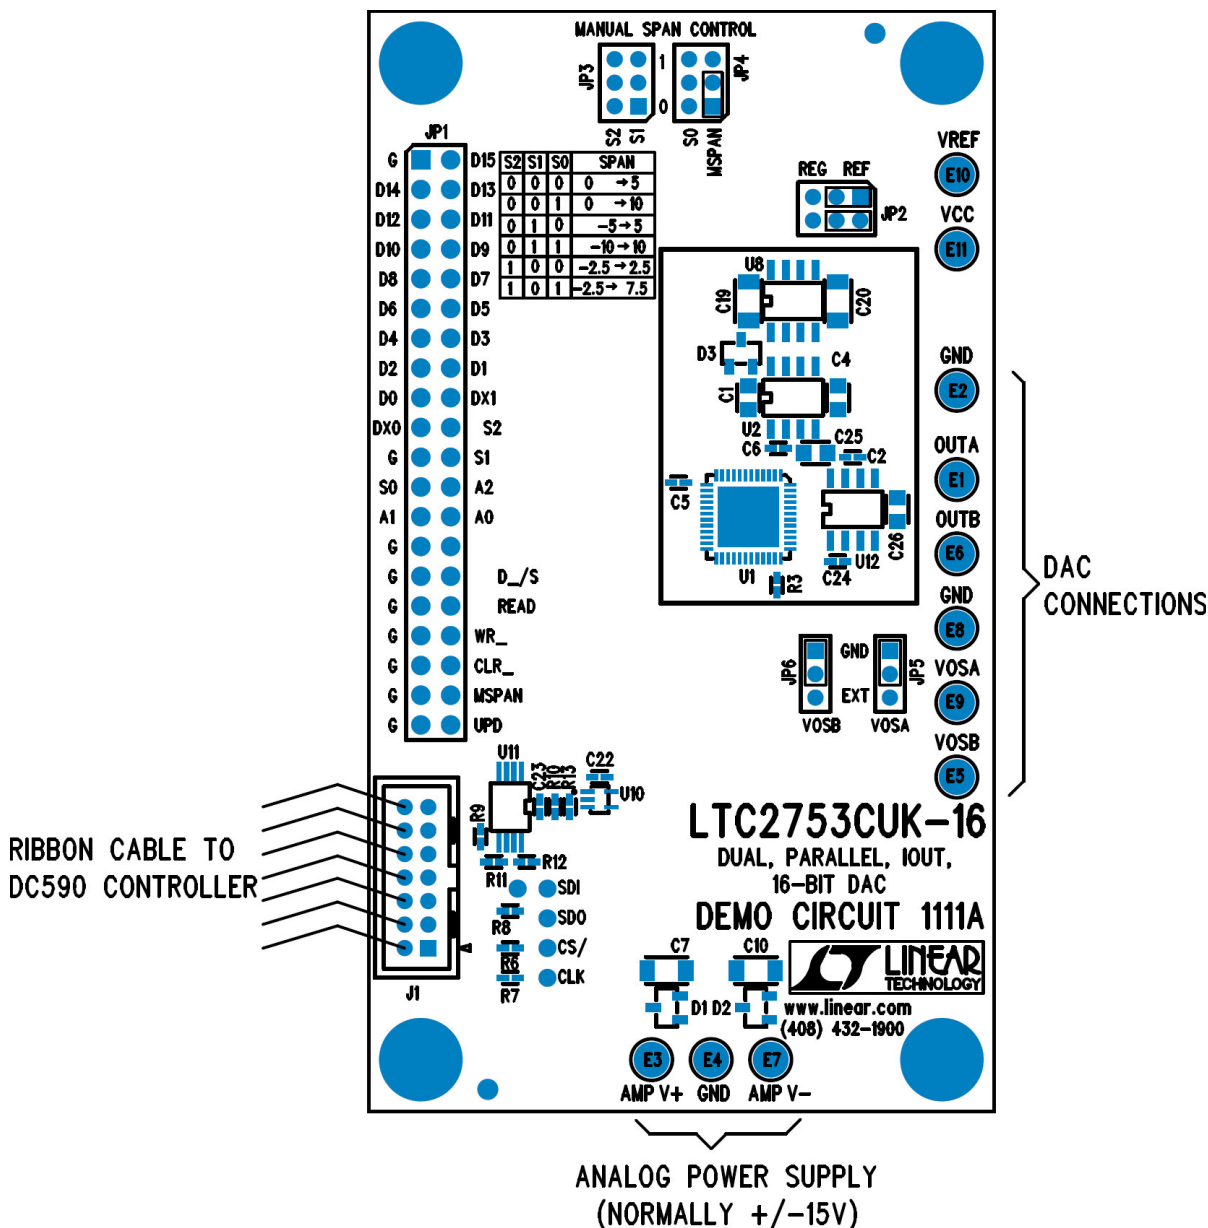 MANUAL SPAN CONTROL
JP3
1
0
JP4
S2
S1
S0
MSPAN
JP1
G D15
D14 D13
D12 D11
D10 D9
D8 D7
D6 D5
D4 D3
D2 D1
D0 DX1
DX0 S2
G S1
S0 A2
A1 A0
G
G D_/S
G READ
G WR_
G CLR_
G MSPAN
G UPD
S2 S1 S0 SPAN
0 0 0 0 →5
0 0 1 0 →10
0 1 0 -5→5
0 1 1 -10→10
1 0 0 -2.5→2.5
1 0 1 -2.5→ 7.5
REG REF
JP2
VREF
E10
VCC
E11
U8
C19
C20
D3
C4
C1
U2
C6
C25
C2
C5
U1
R3
C24
U12
C26
GND
E2
OUTA
E1
OUTB
E6
GND
E8
VOSA
E9
VOSB
E5
DAC
CONNECTIONS
JP6
GND
EXT
JP5
VOSB
VOSA
U11
C23
R10
R13
C22
U10
R9
R11
R12
SDI
R8
SDO
R6
CS/
R7
CLK
RIBBON CABLE TO
DC590 CONTROLLER
J1
LTC2753CUK-16
DUAL, PARALLEL, IOUT,
16-BIT DAC
DEMO CIRCUIT 1111A
C7
C10
LINEAR
TECHNOLOGY
D1 D2
www.linear.com
(408) 432-1900
E3
E4
E7
AMP V+ GND AMP V-
ANALOG POWER SUPPLY
(NORMALLY +/-15V)